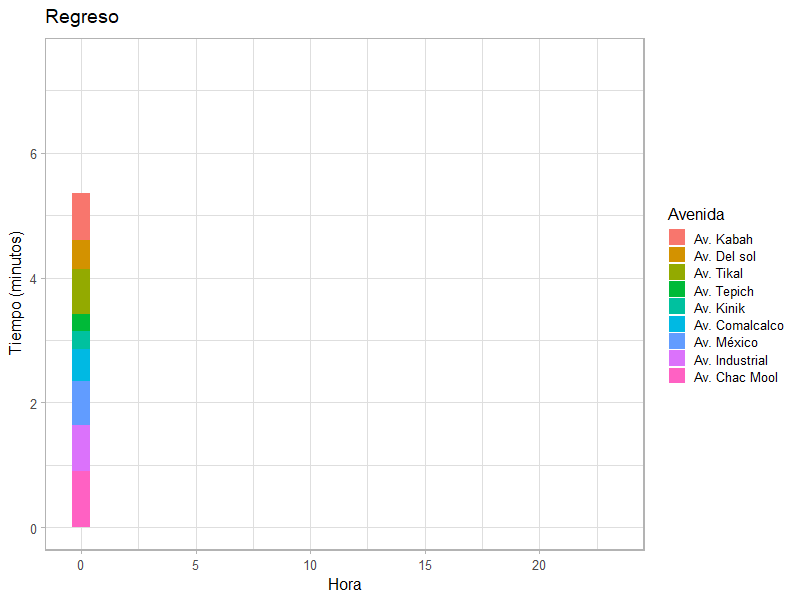 Regreso
Tiempo (minutos)
6
4
2
0
0
5
10
15
20
Hora
Avenida
Av. Kabah
Av. Del sol
Av. Tikal
Av. Tepich
Av. Kinik
Av. Comalcalco
Av. México
Av. Industrial
Av. Chac Mool